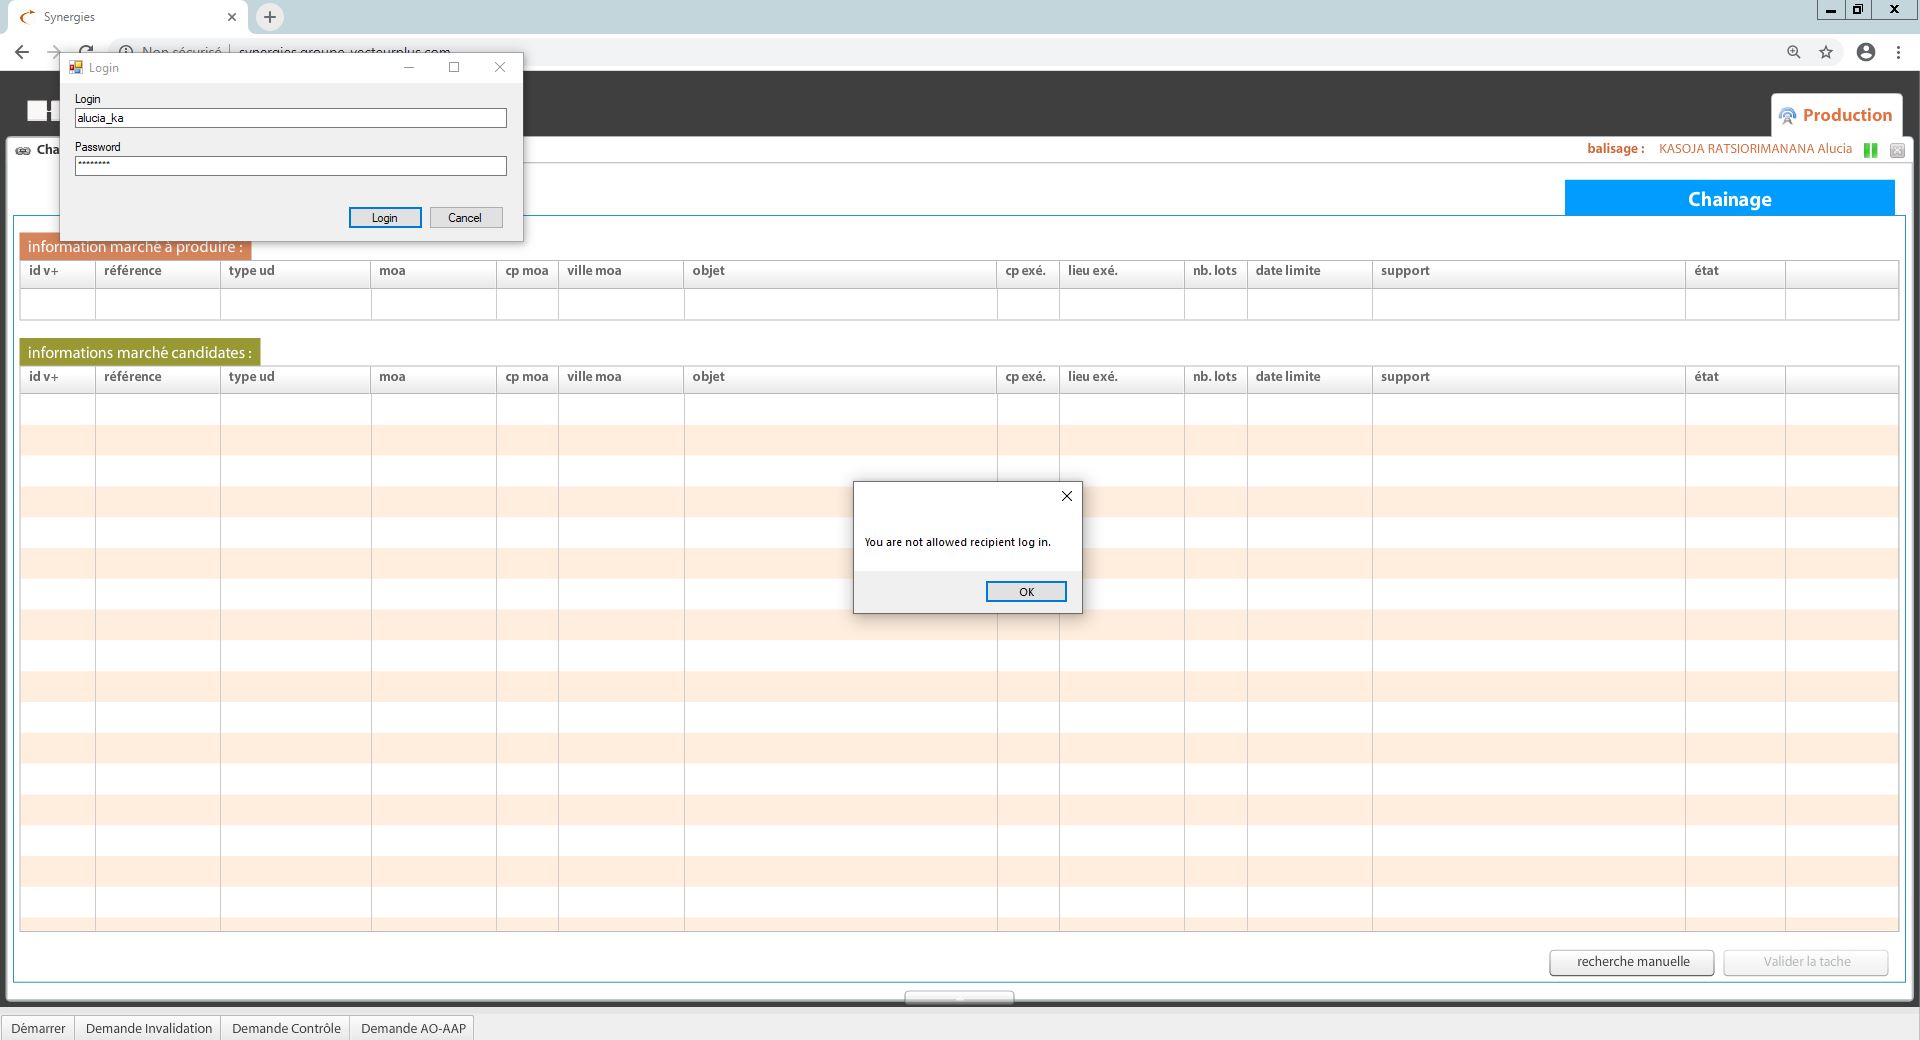 Synergies
Non sécurisé | synergies.groupe-vecteurplus.com
Login
Login
alucia_ka
Password
********
Login Cancel
Production
Cha
balisage : KASOJA RATSIORIMANANA Alucia
Chainage
information marché à produire :
id v+ référence type ud moa cp moa ville moa objet cp exé. lieu exé. nb. lots date limite support état
informations marché candidates :
id v+ référence type ud moa cp moa ville moa objet cp exé. lieu exé. nb. lots date limite support état
You are not allowed recipient log in.
OK
recherche manuelle Valider la tache
Démarrer Demande Invalidation Demande Contrôle Demande AO-AAP